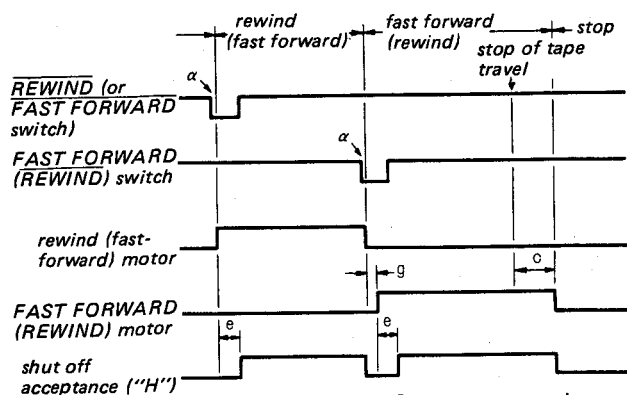 rewind
(fast forward)
fast forward
(rewind)
stop
stop of tape
travel
REWIND (or
FAST FORWARD
switch)
α
FAST FORWARD
(REWIND) switch
α
rewind (fast-
forward) motor
c
g
FAST FORWARD
(REWIND) motor
e
e
shut off
acceptance ("H")